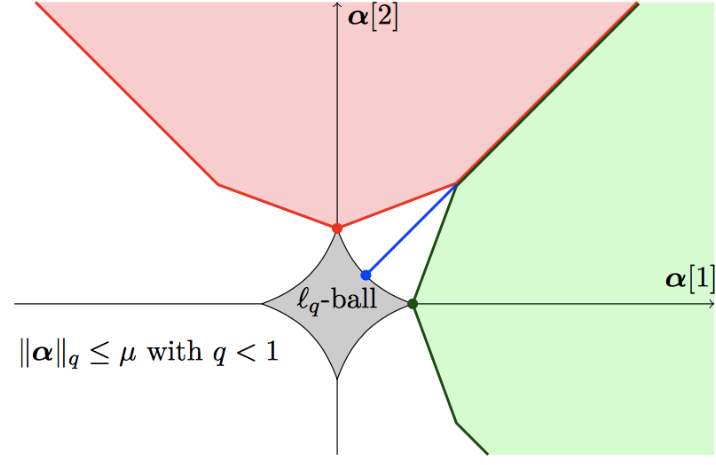 α[2]
α[1]
ℓq-ball
‖α‖q ≤ μ with q < 1